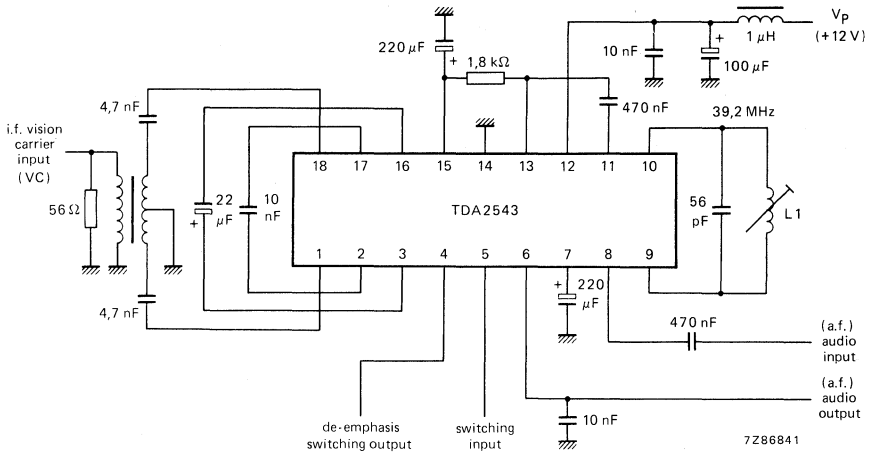 V_P
(+12 V)
1 µH
+
100 µF
10 nF
220 µF
+
1,8 kΩ
470 nF
39,2 MHz
4,7 nF
i.f. vision
carrier
input
(VC)
56 Ω
22
µF
+
10
nF
18 17 16 15 14 13 12 11 10
TDA2543
1 2 3 4 5 6 7 8 9
56
pF
L1
+
220
µF
4,7 nF
470 nF
(a.f.)
audio
input
(a.f.)
audio
output
10 nF
de-emphasis
switching output
switching
input
7Z86841